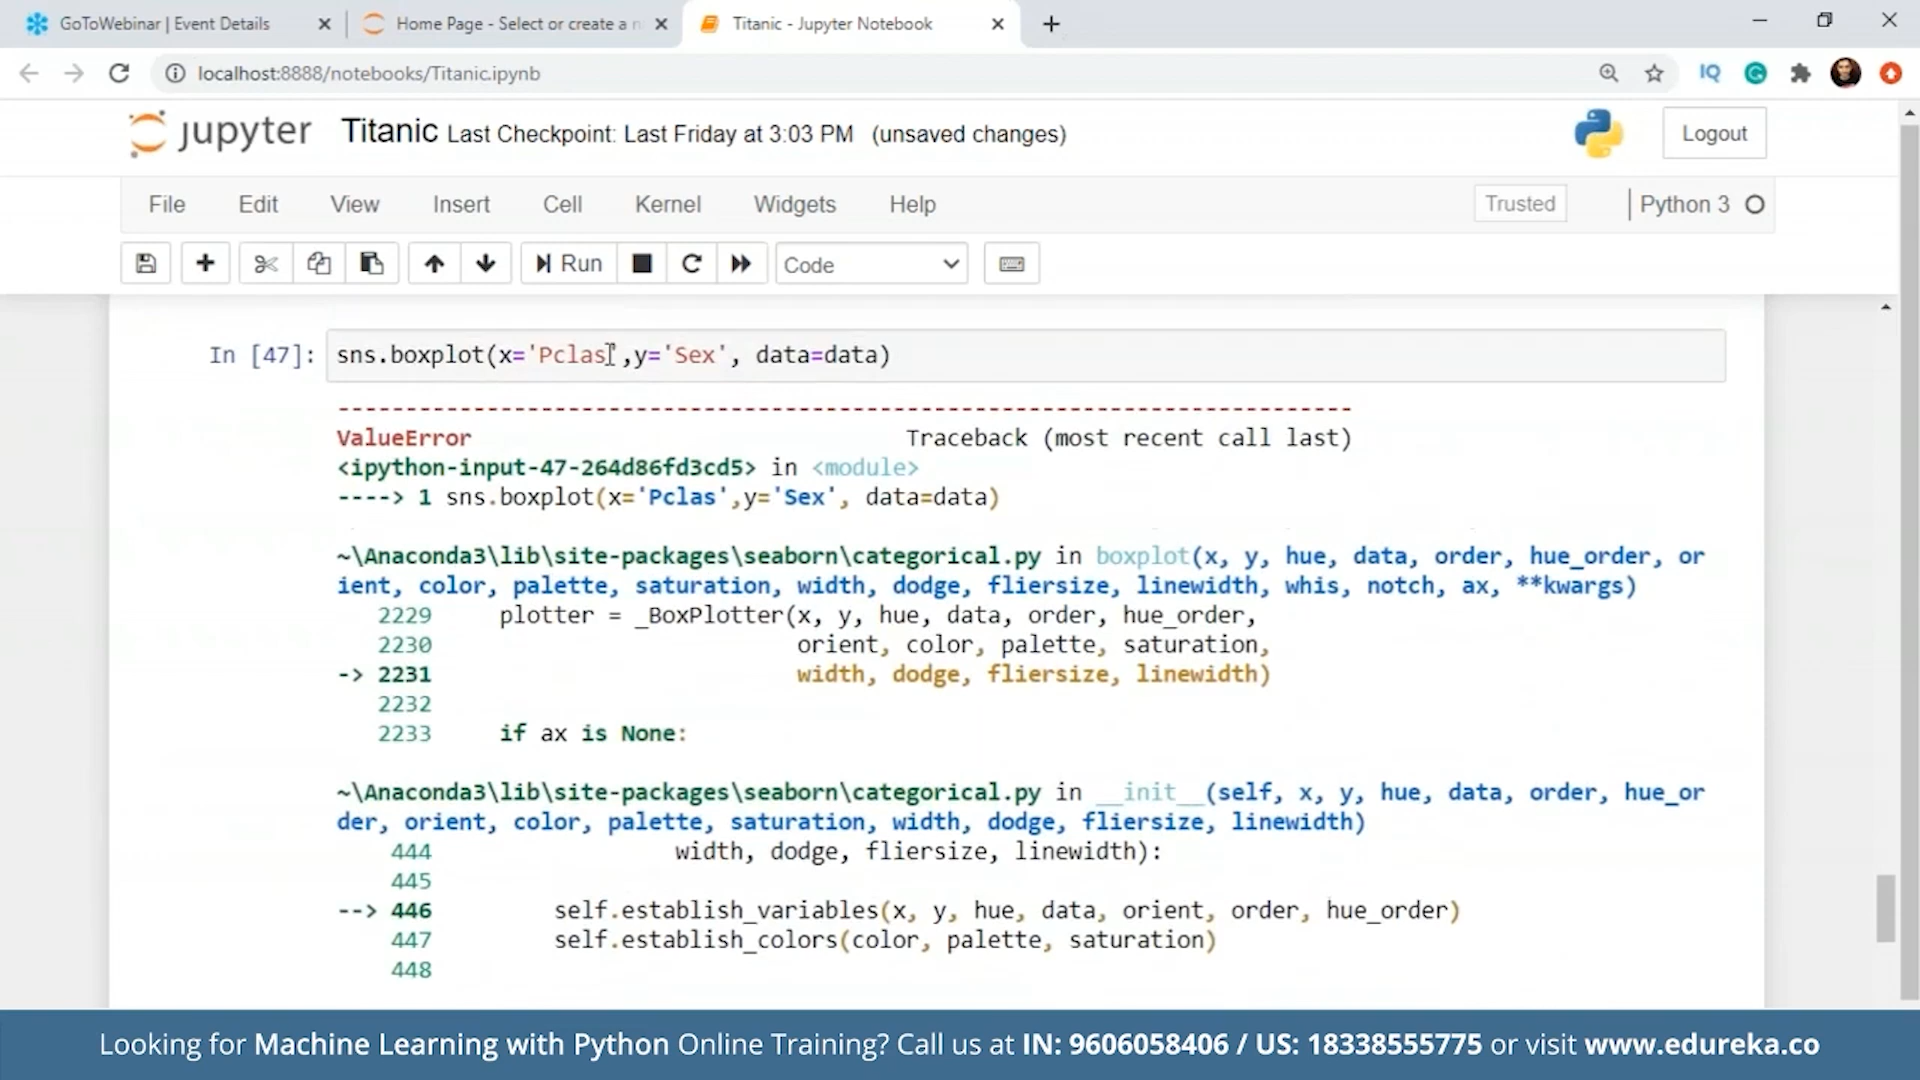 GoToWebinar | Event Details
Home Page - Select or create a n
Titanic - Jupyter Notebook
localhost:8888/notebooks/Titanic.ipynb
IQ
jupyter Titanic Last Checkpoint: Last Friday at 3:03 PM (unsaved changes)
Logout
File Edit View Insert Cell Kernel Widgets Help
Trusted
Python 3
Run
Code
In [47]: sns.boxplot(x='Pclas',y='Sex', data=data)
---------------------------------------------------------------------------
ValueError                                Traceback (most recent call last)
<ipython-input-47-264d86fd3cd5> in <module>
----> 1 sns.boxplot(x='Pclas',y='Sex', data=data)
~\Anaconda3\lib\site-packages\seaborn\categorical.py in boxplot(x, y, hue, data, order, hue_order, or
ient, color, palette, saturation, width, dodge, fliersize, linewidth, whis, notch, ax, **kwargs)
   2229     plotter = _BoxPlotter(x, y, hue, data, order, hue_order,
   2230                           orient, color, palette, saturation,
-> 2231                           width, dodge, fliersize, linewidth)
   2232
   2233     if ax is None:
~\Anaconda3\lib\site-packages\seaborn\categorical.py in __init__(self, x, y, hue, data, order, hue_or
der, orient, color, palette, saturation, width, dodge, fliersize, linewidth)
    444                  width, dodge, fliersize, linewidth):
    445
--> 446         self.establish_variables(x, y, hue, data, orient, order, hue_order)
    447         self.establish_colors(color, palette, saturation)
    448
Looking for Machine Learning with Python Online Training? Call us at IN: 9606058406 / US: 18338555775 or visit www.edureka.co